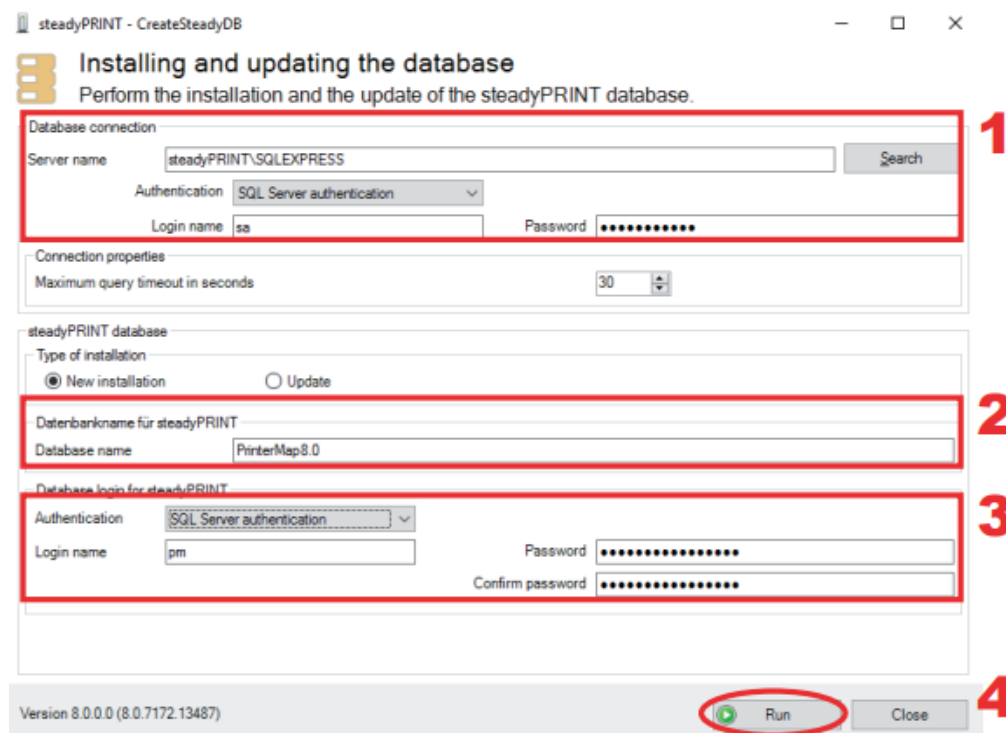 steadyPRINT - CreateSteadyDB
Installing and updating the database
Perform the installation and the update of the steadyPRINT database.
Database connection
1
Server name steadyPRINT\SQLEXPRESS Search
Authentication SQL Server authentication
Login name sa Password •••••••••••
Connection properties
Maximum query timeout in seconds 30
steadyPRINT database
Type of installation
New installation Update
2
Datenbankname für steadyPRINT
Database name PrinterMap8.0
Database login for steadyPRINT
3
Authentication SQL Server authentication
Login name pm Password ••••••••••••••••
Confirm password ••••••••••••••••
4
Version 8.0.0.0 (8.0.7172.13487) Run Close